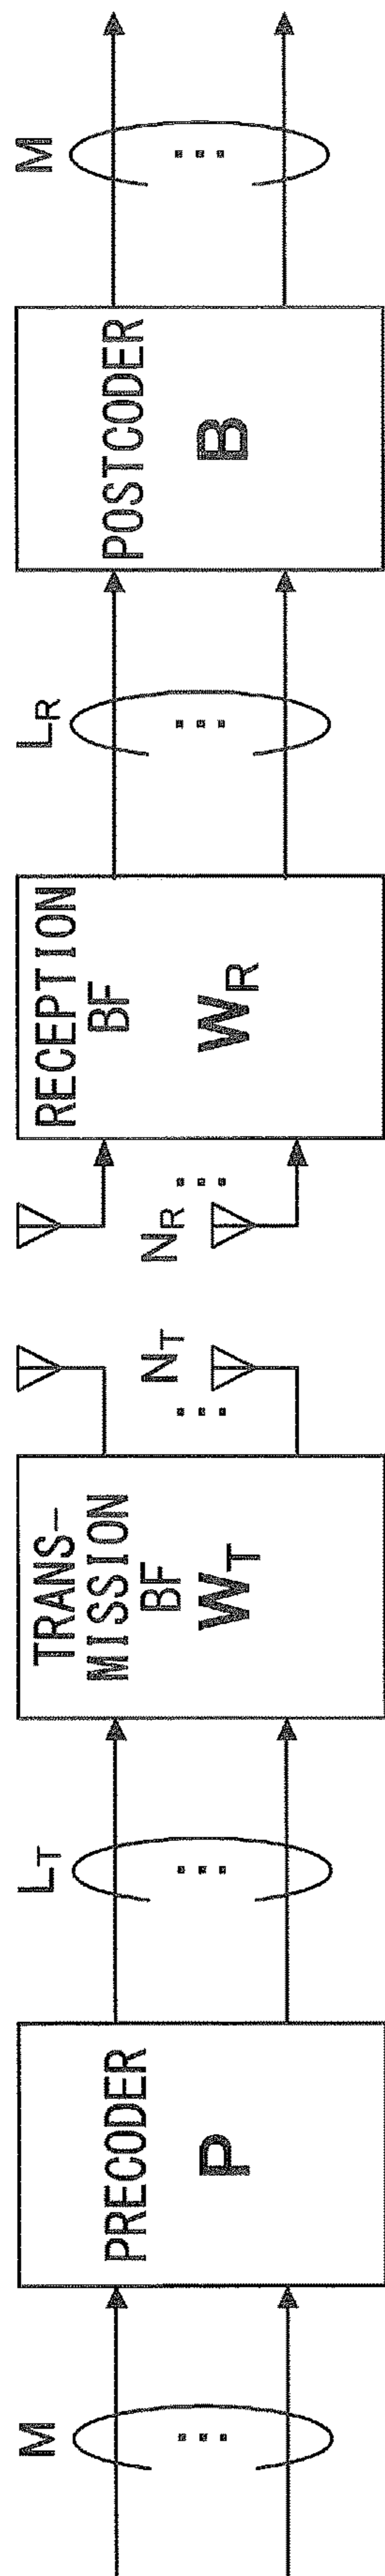 M
PRECODER
P
L_T
TRANS-
MISSION
BF
W_T
N_T
N_R
RECEPTION
BF
W_R
L_R
POSTCODER
B
M